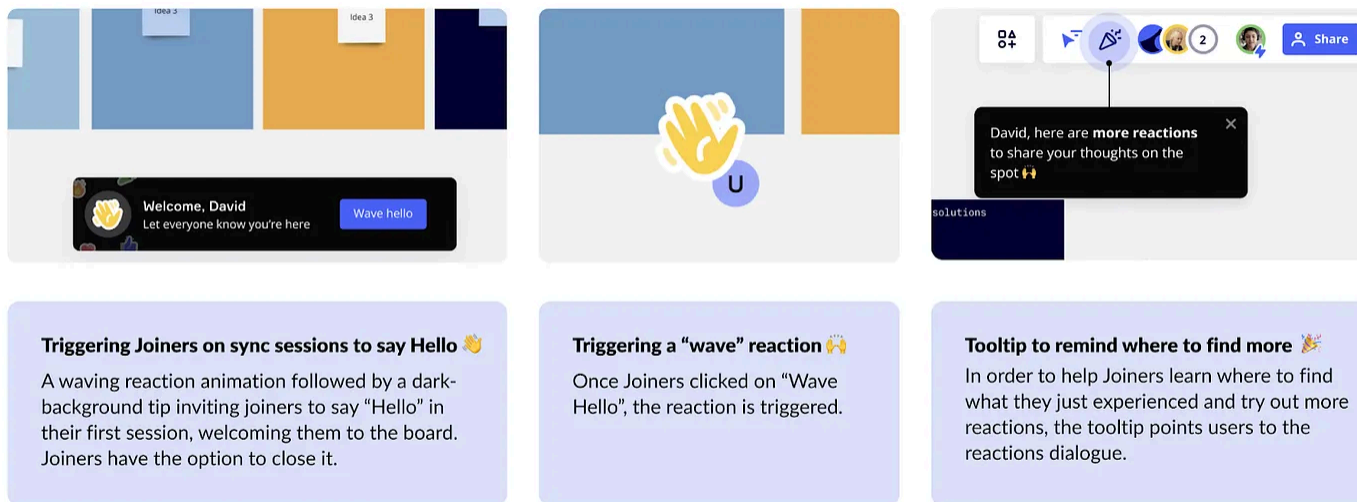 Idea 3
Idea 3
Welcome, David
Let everyone know you're here
Wave hello
U
2
Share
David, here are more reactions
to share your thoughts on the
spot 🙌
solutions
Triggering Joiners on sync sessions to say Hello 👋
A waving reaction animation followed by a dark-
background tip inviting joiners to say “Hello” in
their first session, welcoming them to the board.
Joiners have the option to close it.
Triggering a “wave” reaction 🙌
Once Joiners clicked on “Wave
Hello”, the reaction is triggered.
Tooltip to remind where to find more 🎉
In order to help Joiners learn where to find
what they just experienced and try out more
reactions, the tooltip points users to the
reactions dialogue.